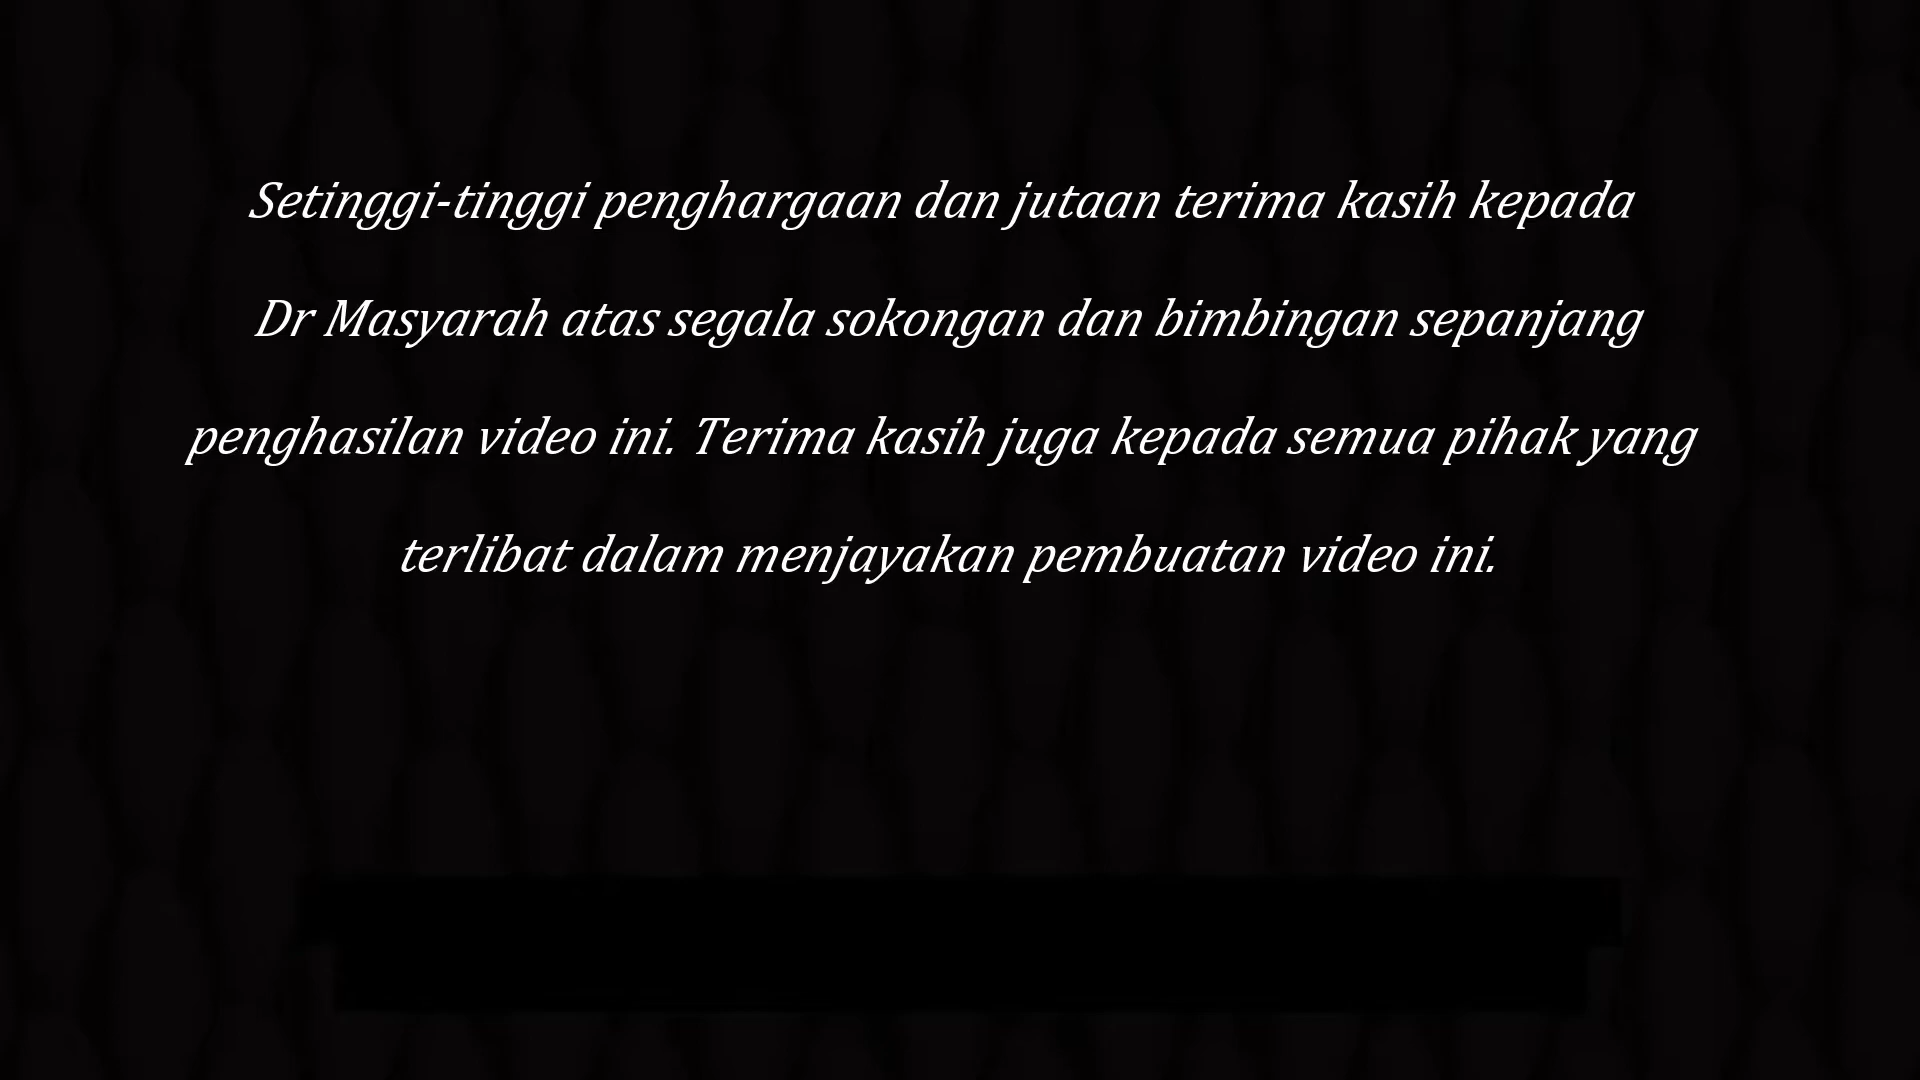 Setinggi-tinggi penghargaan dan jutaan terima kasih kepada
Dr Masyarah atas segala sokongan dan bimbingan sepanjang
penghasilan video ini. Terima kasih juga kepada semua pihak yang
terlibat dalam menjayakan pembuatan video ini.